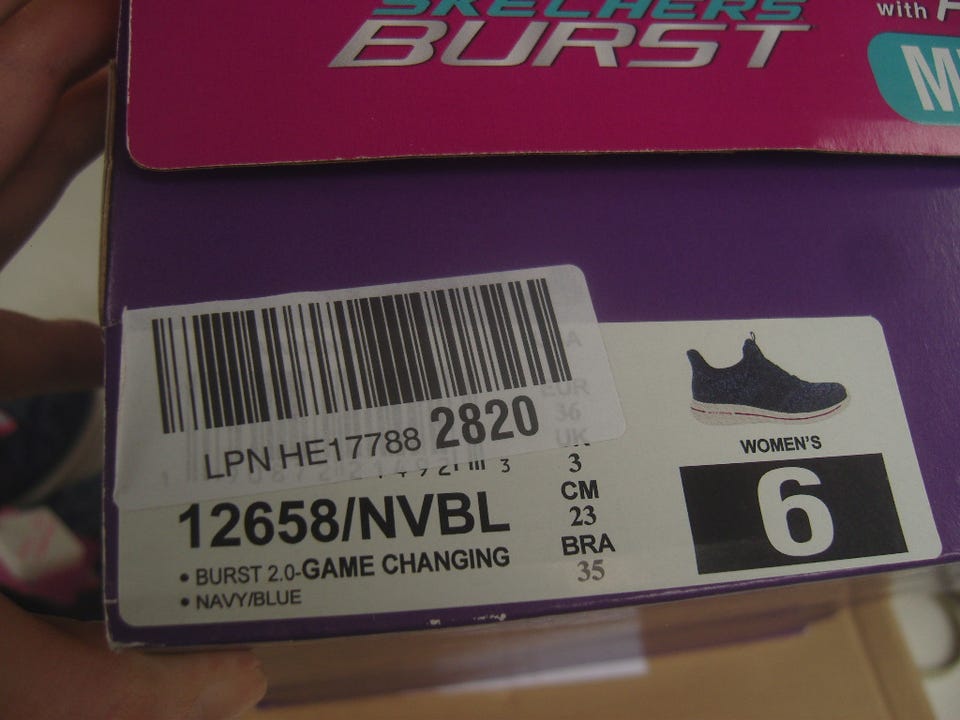 SKECHERS
BURST
with
LPN HE17788 2820
EUR
36
UK
3
CM
23
BRA
35
12658/NVBL
• BURST 2.0-GAME CHANGING
• NAVY/BLUE
WOMEN'S
6